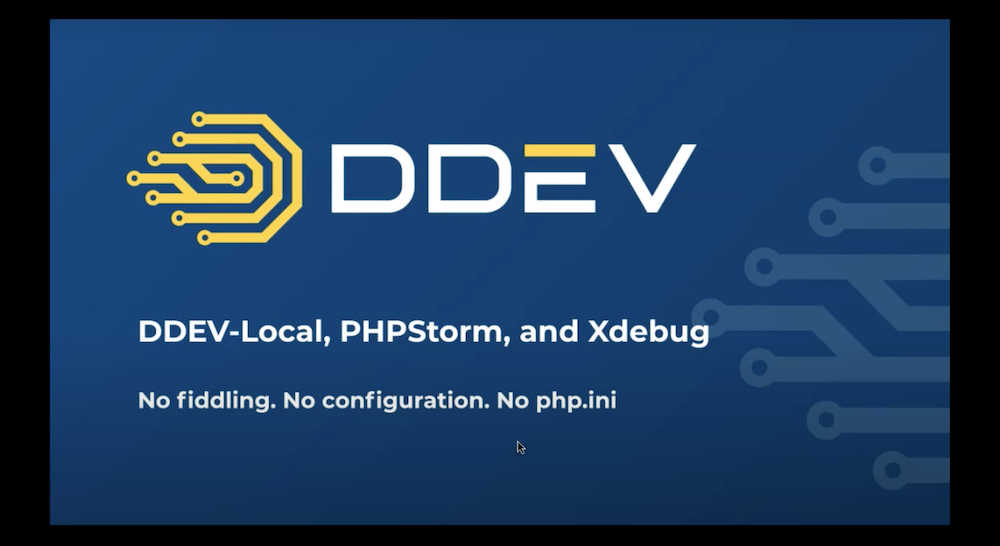 DDEV
DDEV-Local, PHPStorm, and Xdebug
No fiddling. No configuration. No php.ini